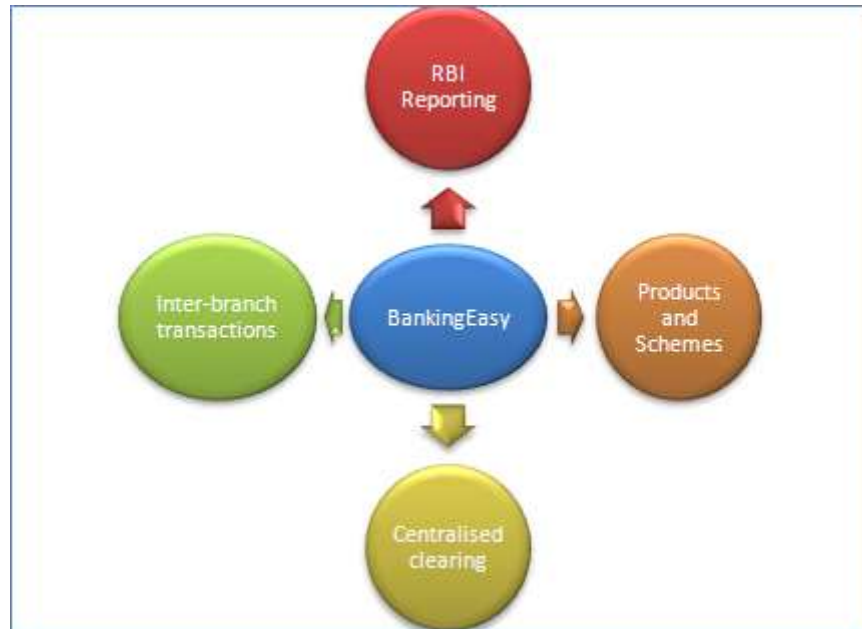 RBI
Reporting
Inter-branch
transactions
BankingEasy
Products
and
Schemes
Centralised
clearing